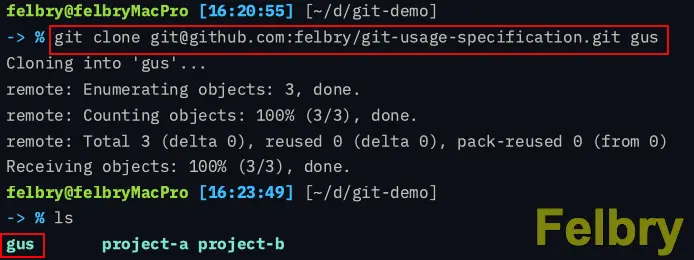 felbry@felbryMacPro [16:20:55] [~/d/git-demo]
-> % git clone git@github.com:felbry/git-usage-specification.git gus
Cloning into 'gus'...
remote: Enumerating objects: 3, done.
remote: Counting objects: 100% (3/3), done.
remote: Total 3 (delta 0), reused 0 (delta 0), pack-reused 0 (from 0)
Receiving objects: 100% (3/3), done.
felbry@felbryMacPro [16:23:49] [~/d/git-demo]
-> % ls
gus project-a project-b
Felbry